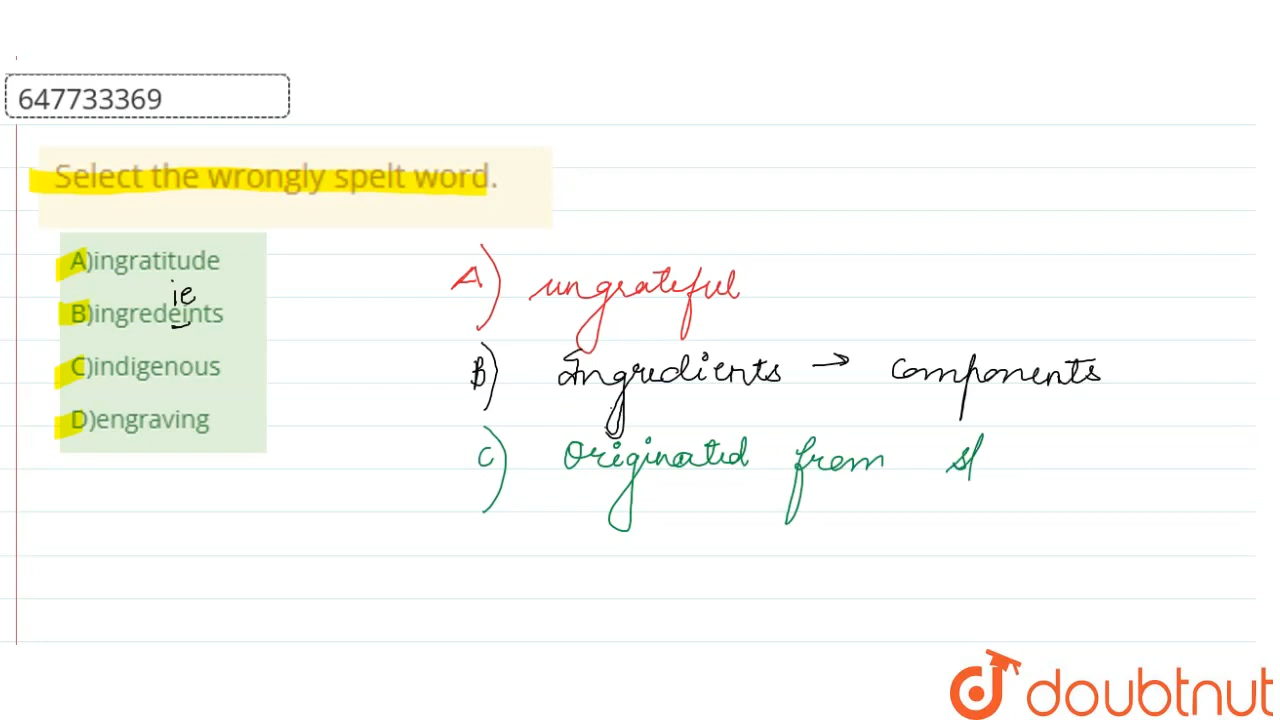 647733369
Select the wrongly spelt word.
A)ingratitude
ie
B)ingredeints
C)indigenous
D)engraving
A) ungrateful
B) Ingredients → Components
C) Originated from
doubtnut